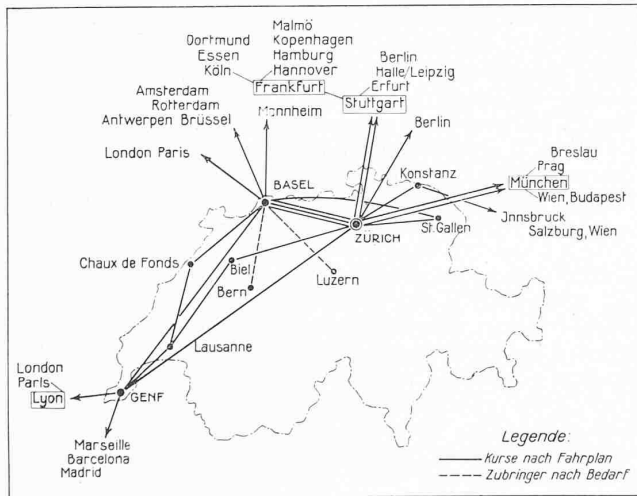 Malmö
Dortmund Kopenhagen
Essen Hamburg
Köln Hannover
Frankfurt
Berlin
Halle/Leipzig
Erfurt
Stuttgart
Amsterdam
Rotterdam
Antwerpen Brüssel
Mannheim
Berlin
London Paris
BASEL
Konstanz
Breslau
Prag
München
Wien, Budapest
Jnnsbruck
Salzburg, Wien
ZÜRICH
St. Gallen
Chaux de Fonds
Biel
Bern
Luzern
Lausanne
London
Paris
Lyon
GENF
Marseille
Barcelona
Madrid
Legende:
Kurse nach Fahrplan
Zubringer nach Bedarf